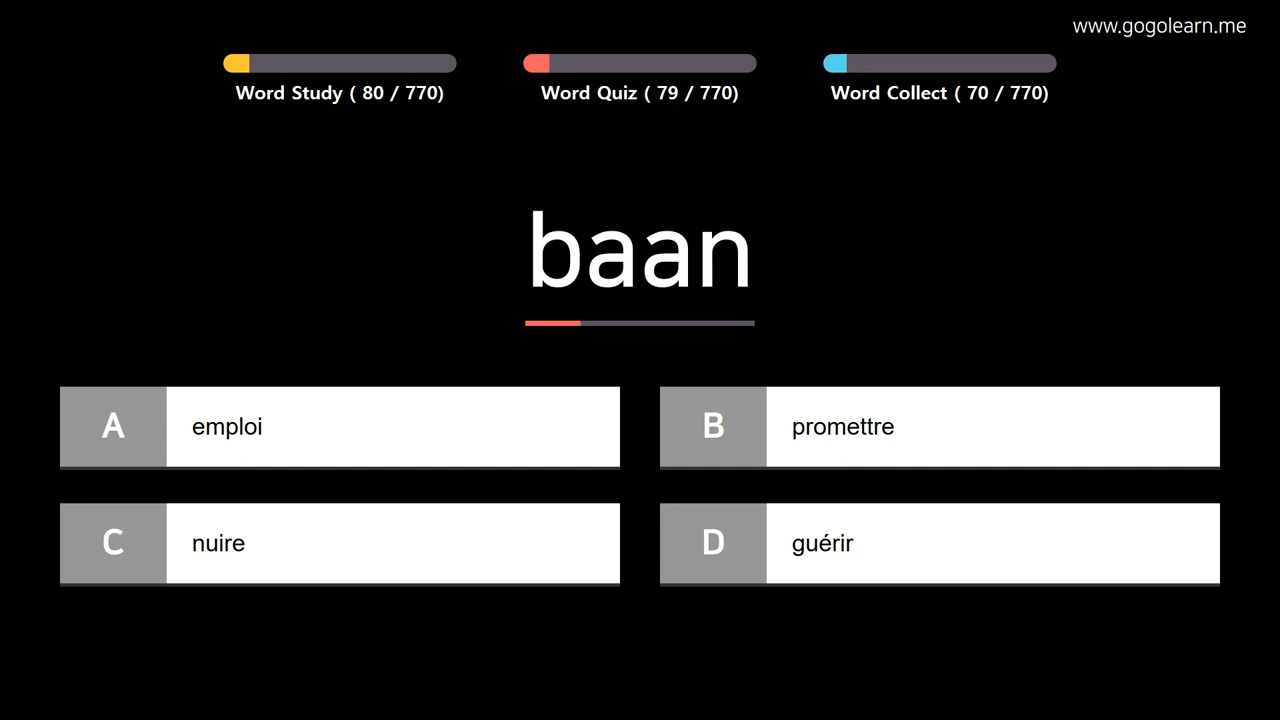 www.gogolearn.me
Word Study ( 80 / 770)
Word Quiz ( 79 / 770)
Word Collect ( 70 / 770)
baan
A emploi
B promettre
C nuire
D guérir